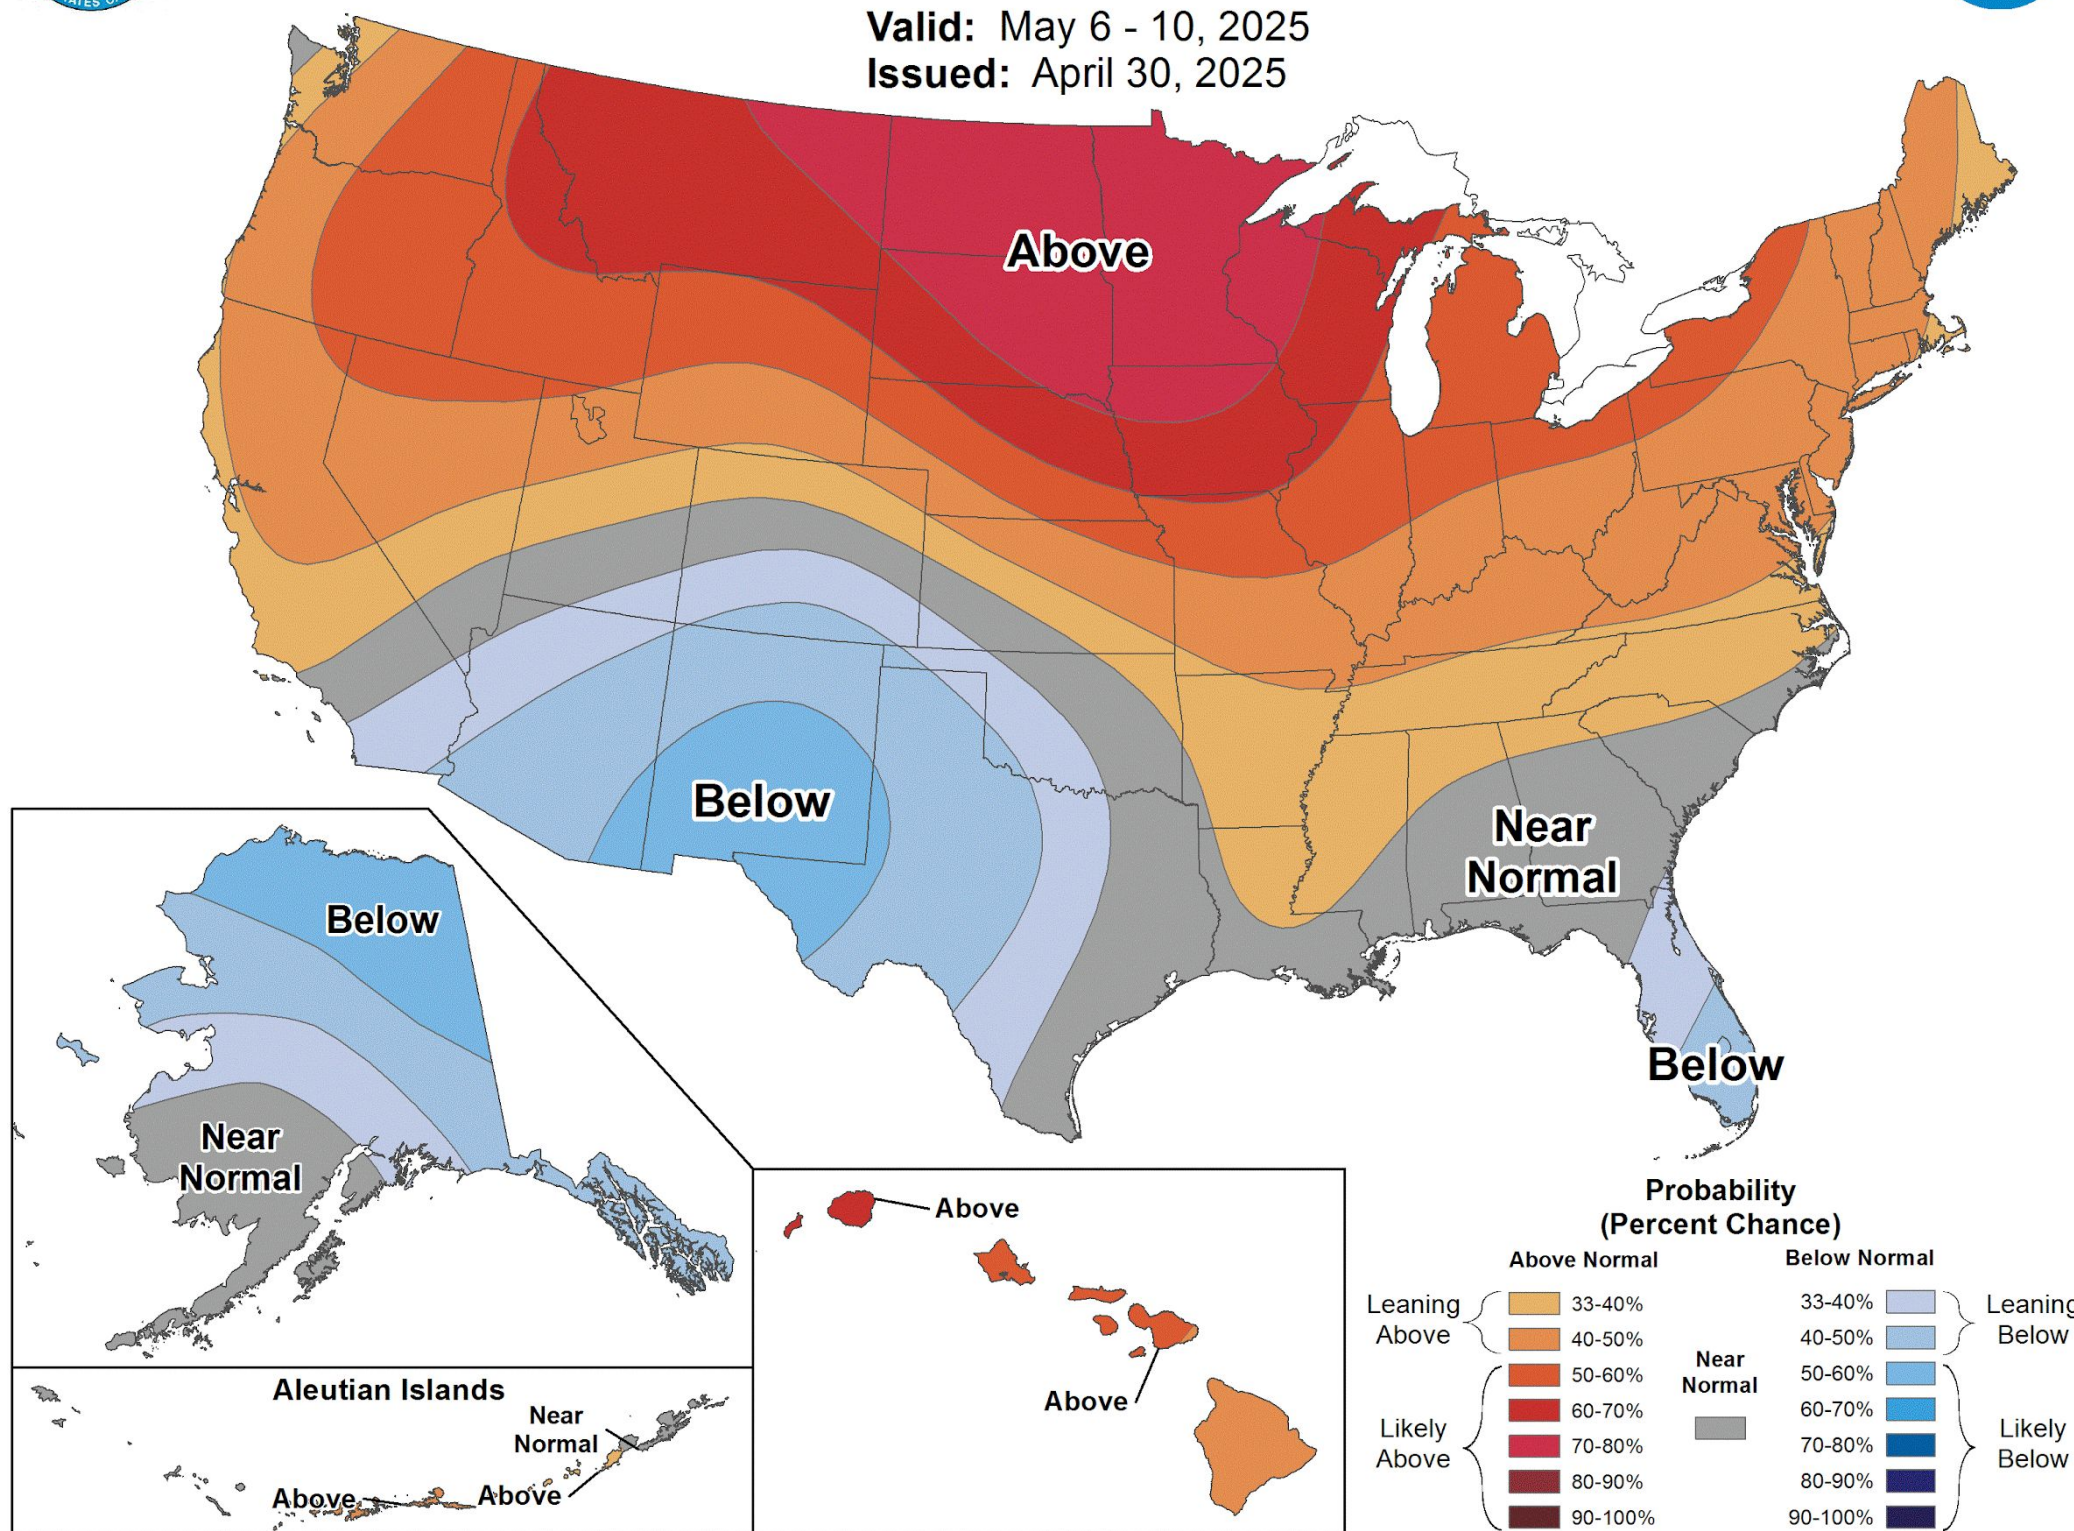 ATES OF
Valid: May 6 - 10, 2025
Issued: April 30, 2025
Above
Below
Near
Normal
Below
Below
Near
Normal
Above
Above
Aleutian Islands
Near
Normal
Above
Above
Probability
(Percent Chance)
Above Normal
Below Normal
Leaning
Above
33-40%
40-50%
Likely
Above
50-60%
60-70%
70-80%
80-90%
90-100%
Near
Normal
33-40%
40-50%
Leaning
Below
50-60%
60-70%
70-80%
80-90%
90-100%
Likely
Below